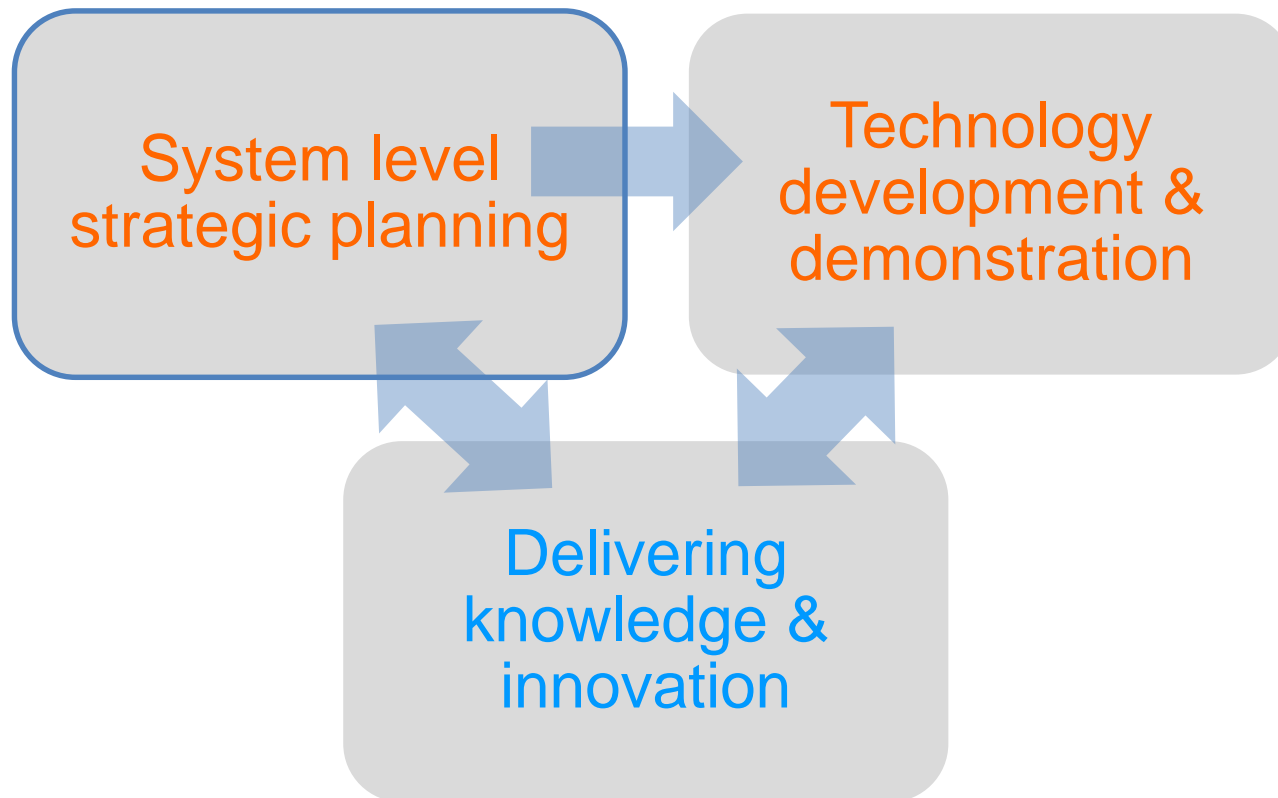 System level
strategic planning
Technology
development &
demonstration
Delivering
knowledge &
innovation